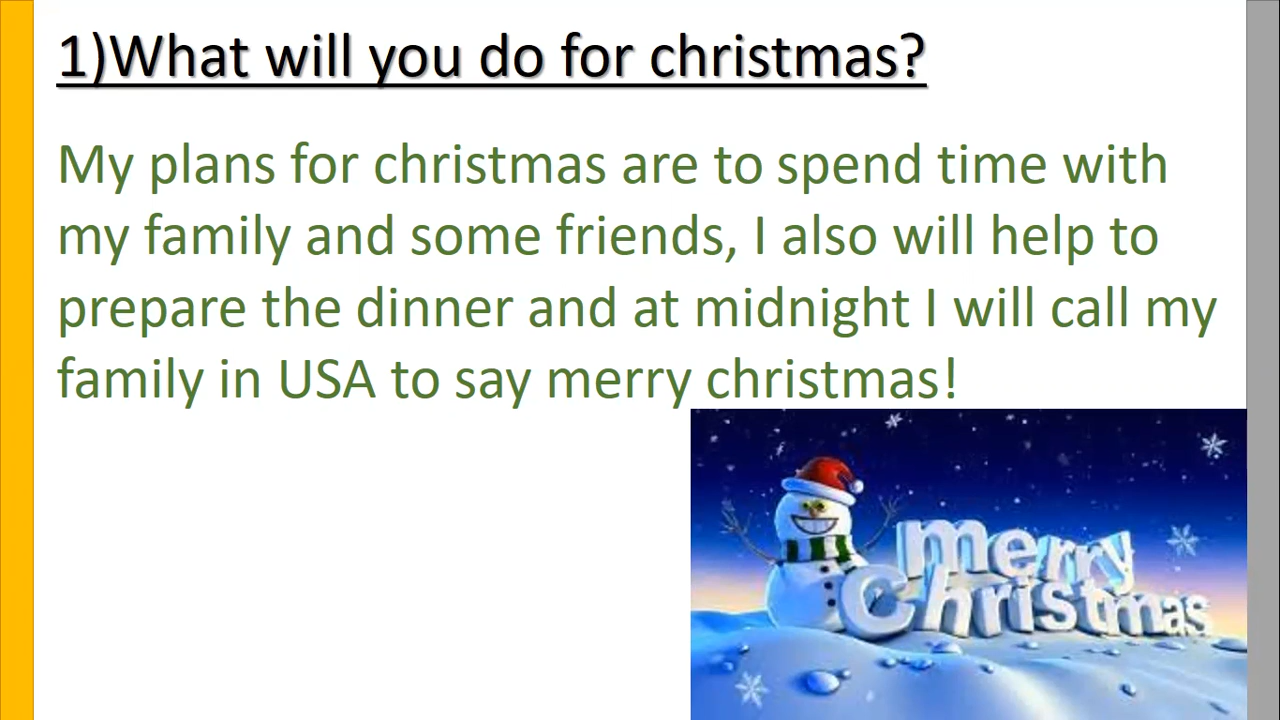 1)What will you do for christmas?
My plans for christmas are to spend time with
my family and some friends, I also will help to
prepare the dinner and at midnight I will call my
family in USA to say merry christmas!
merry
Christmas